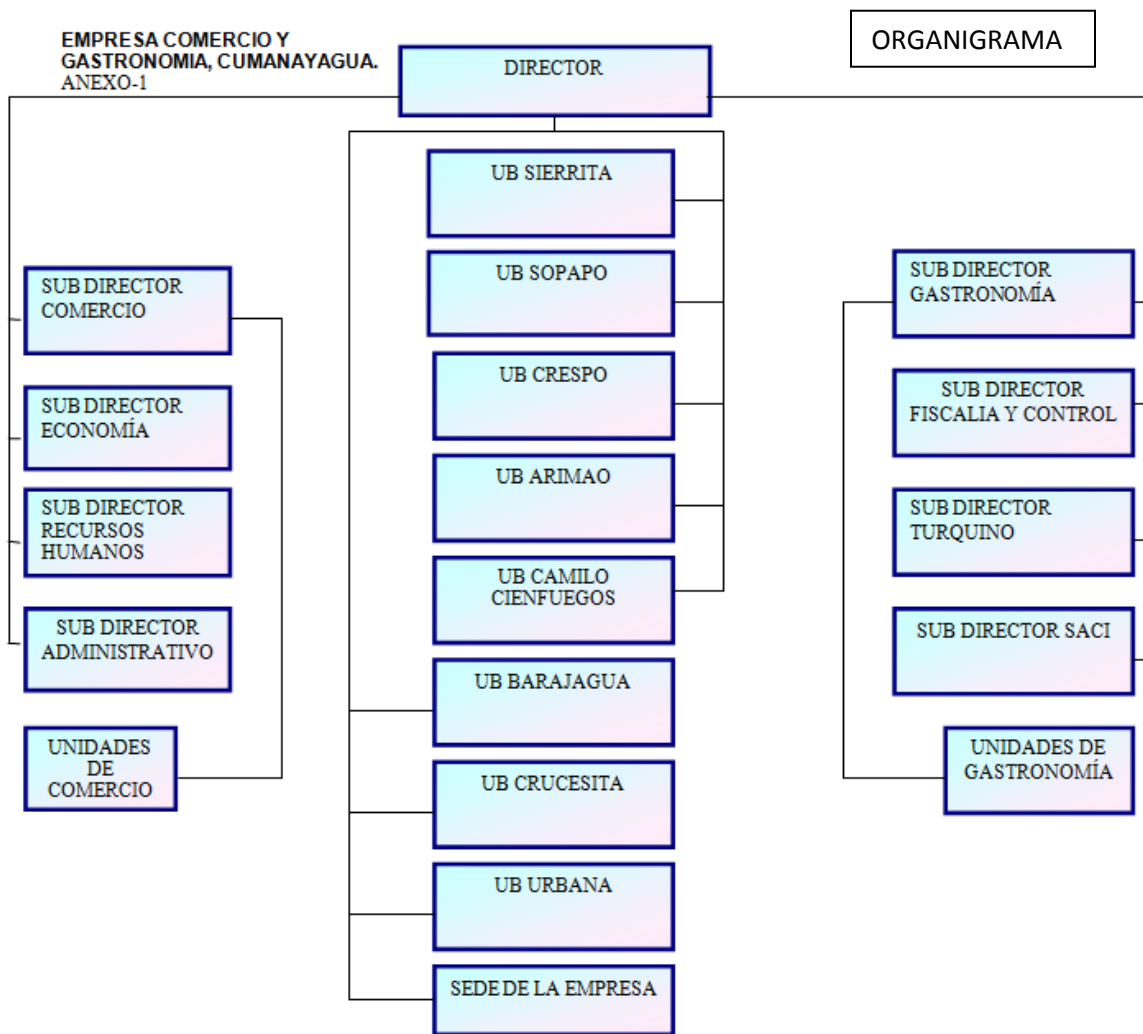 EMPRESA COMERCIO Y
GASTRONOMIA, CUMANAYAGUA.
ANEXO-1
ORGANIGRAMA
DIRECTOR
UB SIERRITA
UB SOPAPO
UB CRESPO
UB ARIMAO
UB CAMILO
CIENFUEGOS
UB BARAJAGUA
UB CRUCESITA
UB URBANA
SEDE DE LA EMPRESA
SUB DIRECTOR
COMERCIO
SUB DIRECTOR
ECONOMÍA
SUB DIRECTOR
RECURSOS
HUMANOS
SUB DIRECTOR
ADMINISTRATIVO
UNIDADES
DE
COMERCIO
SUB DIRECTOR
GASTRONOMÍA
SUB DIRECTOR
FISCALIA Y CONTROL
SUB DIRECTOR
TURQUINO
SUB DIRECTOR SACI
UNIDADES DE
GASTRONOMÍA